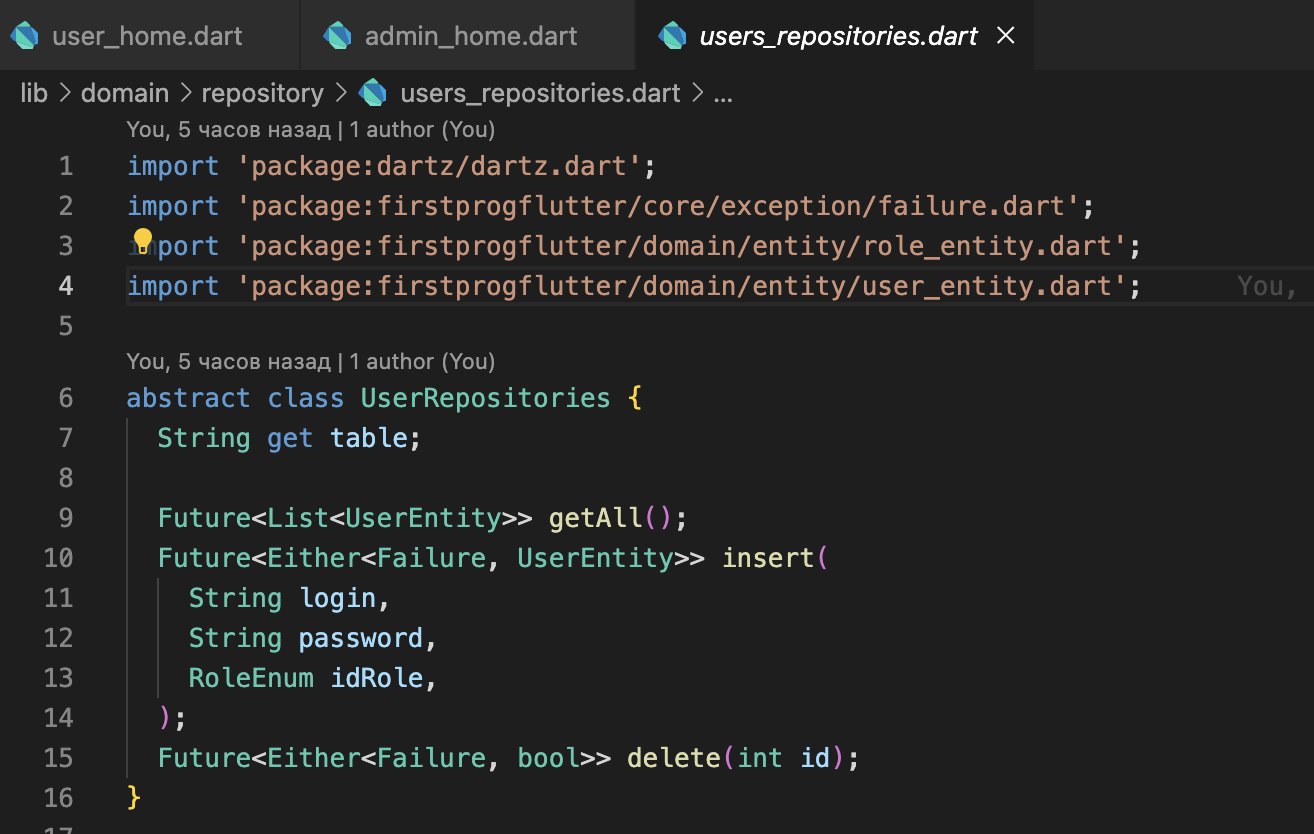 user_home.dart admin_home.dart users_repositories.dart
lib > domain > repository > users_repositories.dart > ...
You, 5 часов назад | 1 author (You)
1 import 'package:dartz/dartz.dart';
2 import 'package:firstprogflutter/core/exception/failure.dart';
3 import 'package:firstprogflutter/domain/entity/role_entity.dart';
4 import 'package:firstprogflutter/domain/entity/user_entity.dart'; You,
5
You, 5 часов назад | 1 author (You)
6 abstract class UserRepositories {
7   String get table;
8
9   Future<List<UserEntity>> getAll();
10   Future<Either<Failure, UserEntity>> insert(
11     String login,
12     String password,
13     RoleEnum idRole,
14   );
15   Future<Either<Failure, bool>> delete(int id);
16 }
17